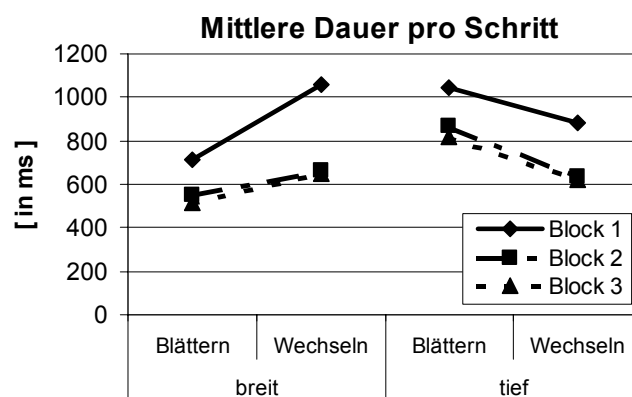 Mittlere Dauer pro Schritt
[ in ms ]
1200
1000
800
600
400
200
0
Block 1
Block 2
Block 3
Blättern Wechseln Blättern Wechseln
breit tief